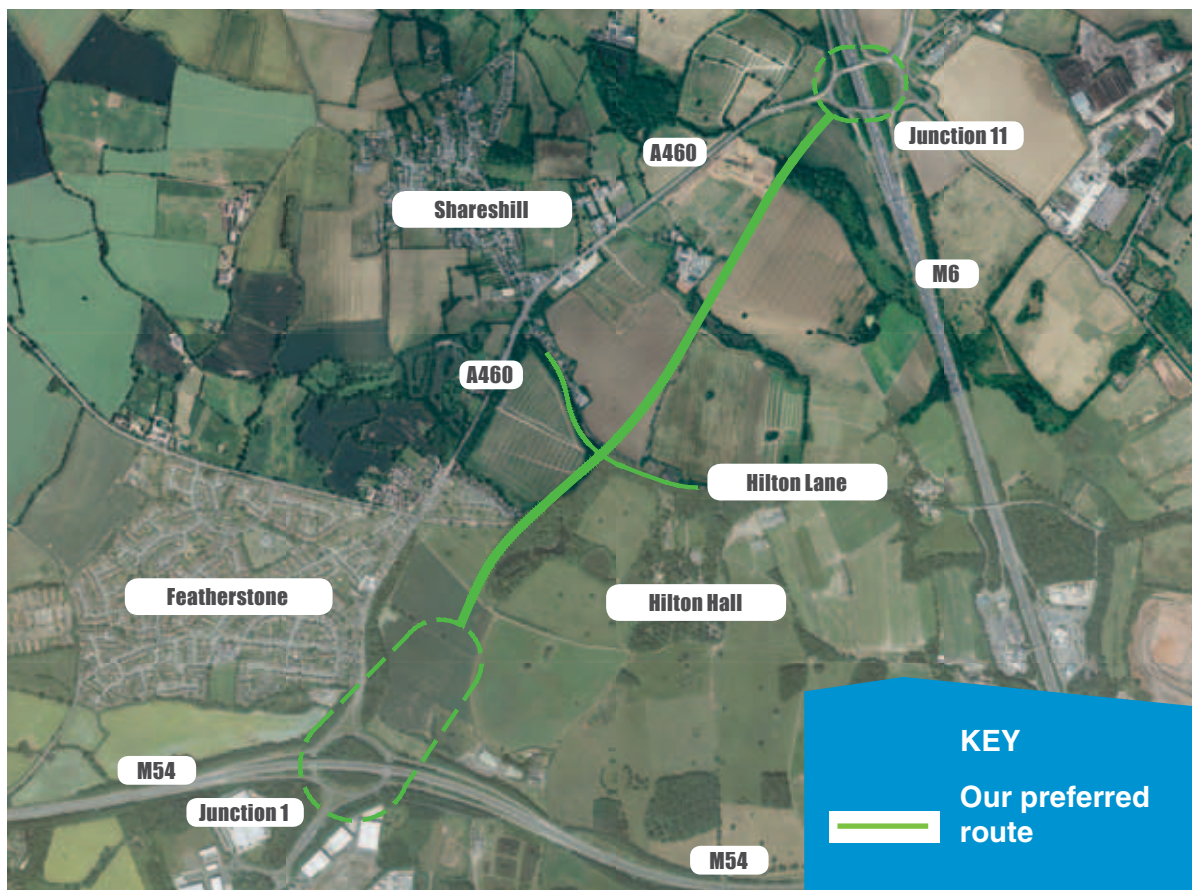 Junction 11
A460
Shareshill
M6
A460
Hilton Lane
Featherstone
Hilton Hall
M54
Junction 1
M54
KEY
Our preferred
route